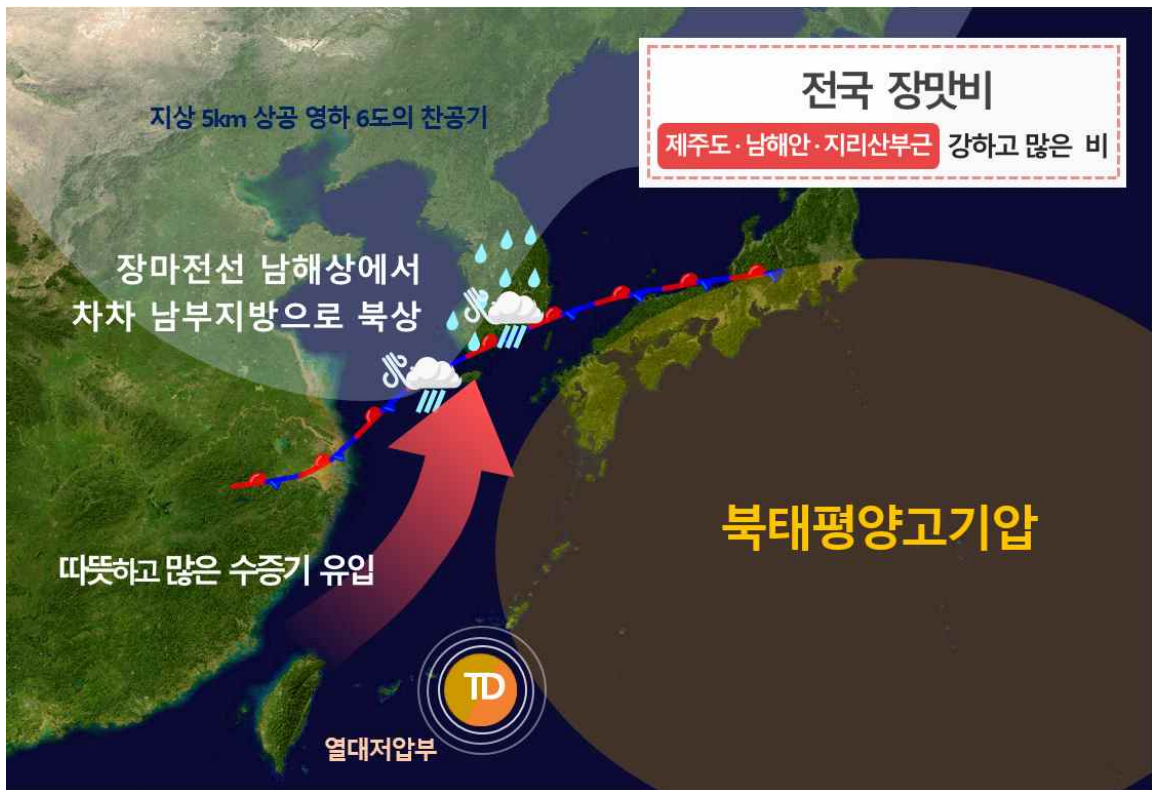 전국 장맛비
제주도·남해안·지리산부근 강하고 많은 비
지상 5km 상공 영하 6도의 찬공기
장마전선 남해상에서
차차 남부지방으로 북상
북태평양고기압
따뜻하고 많은 수증기 유입
TD
열대저압부